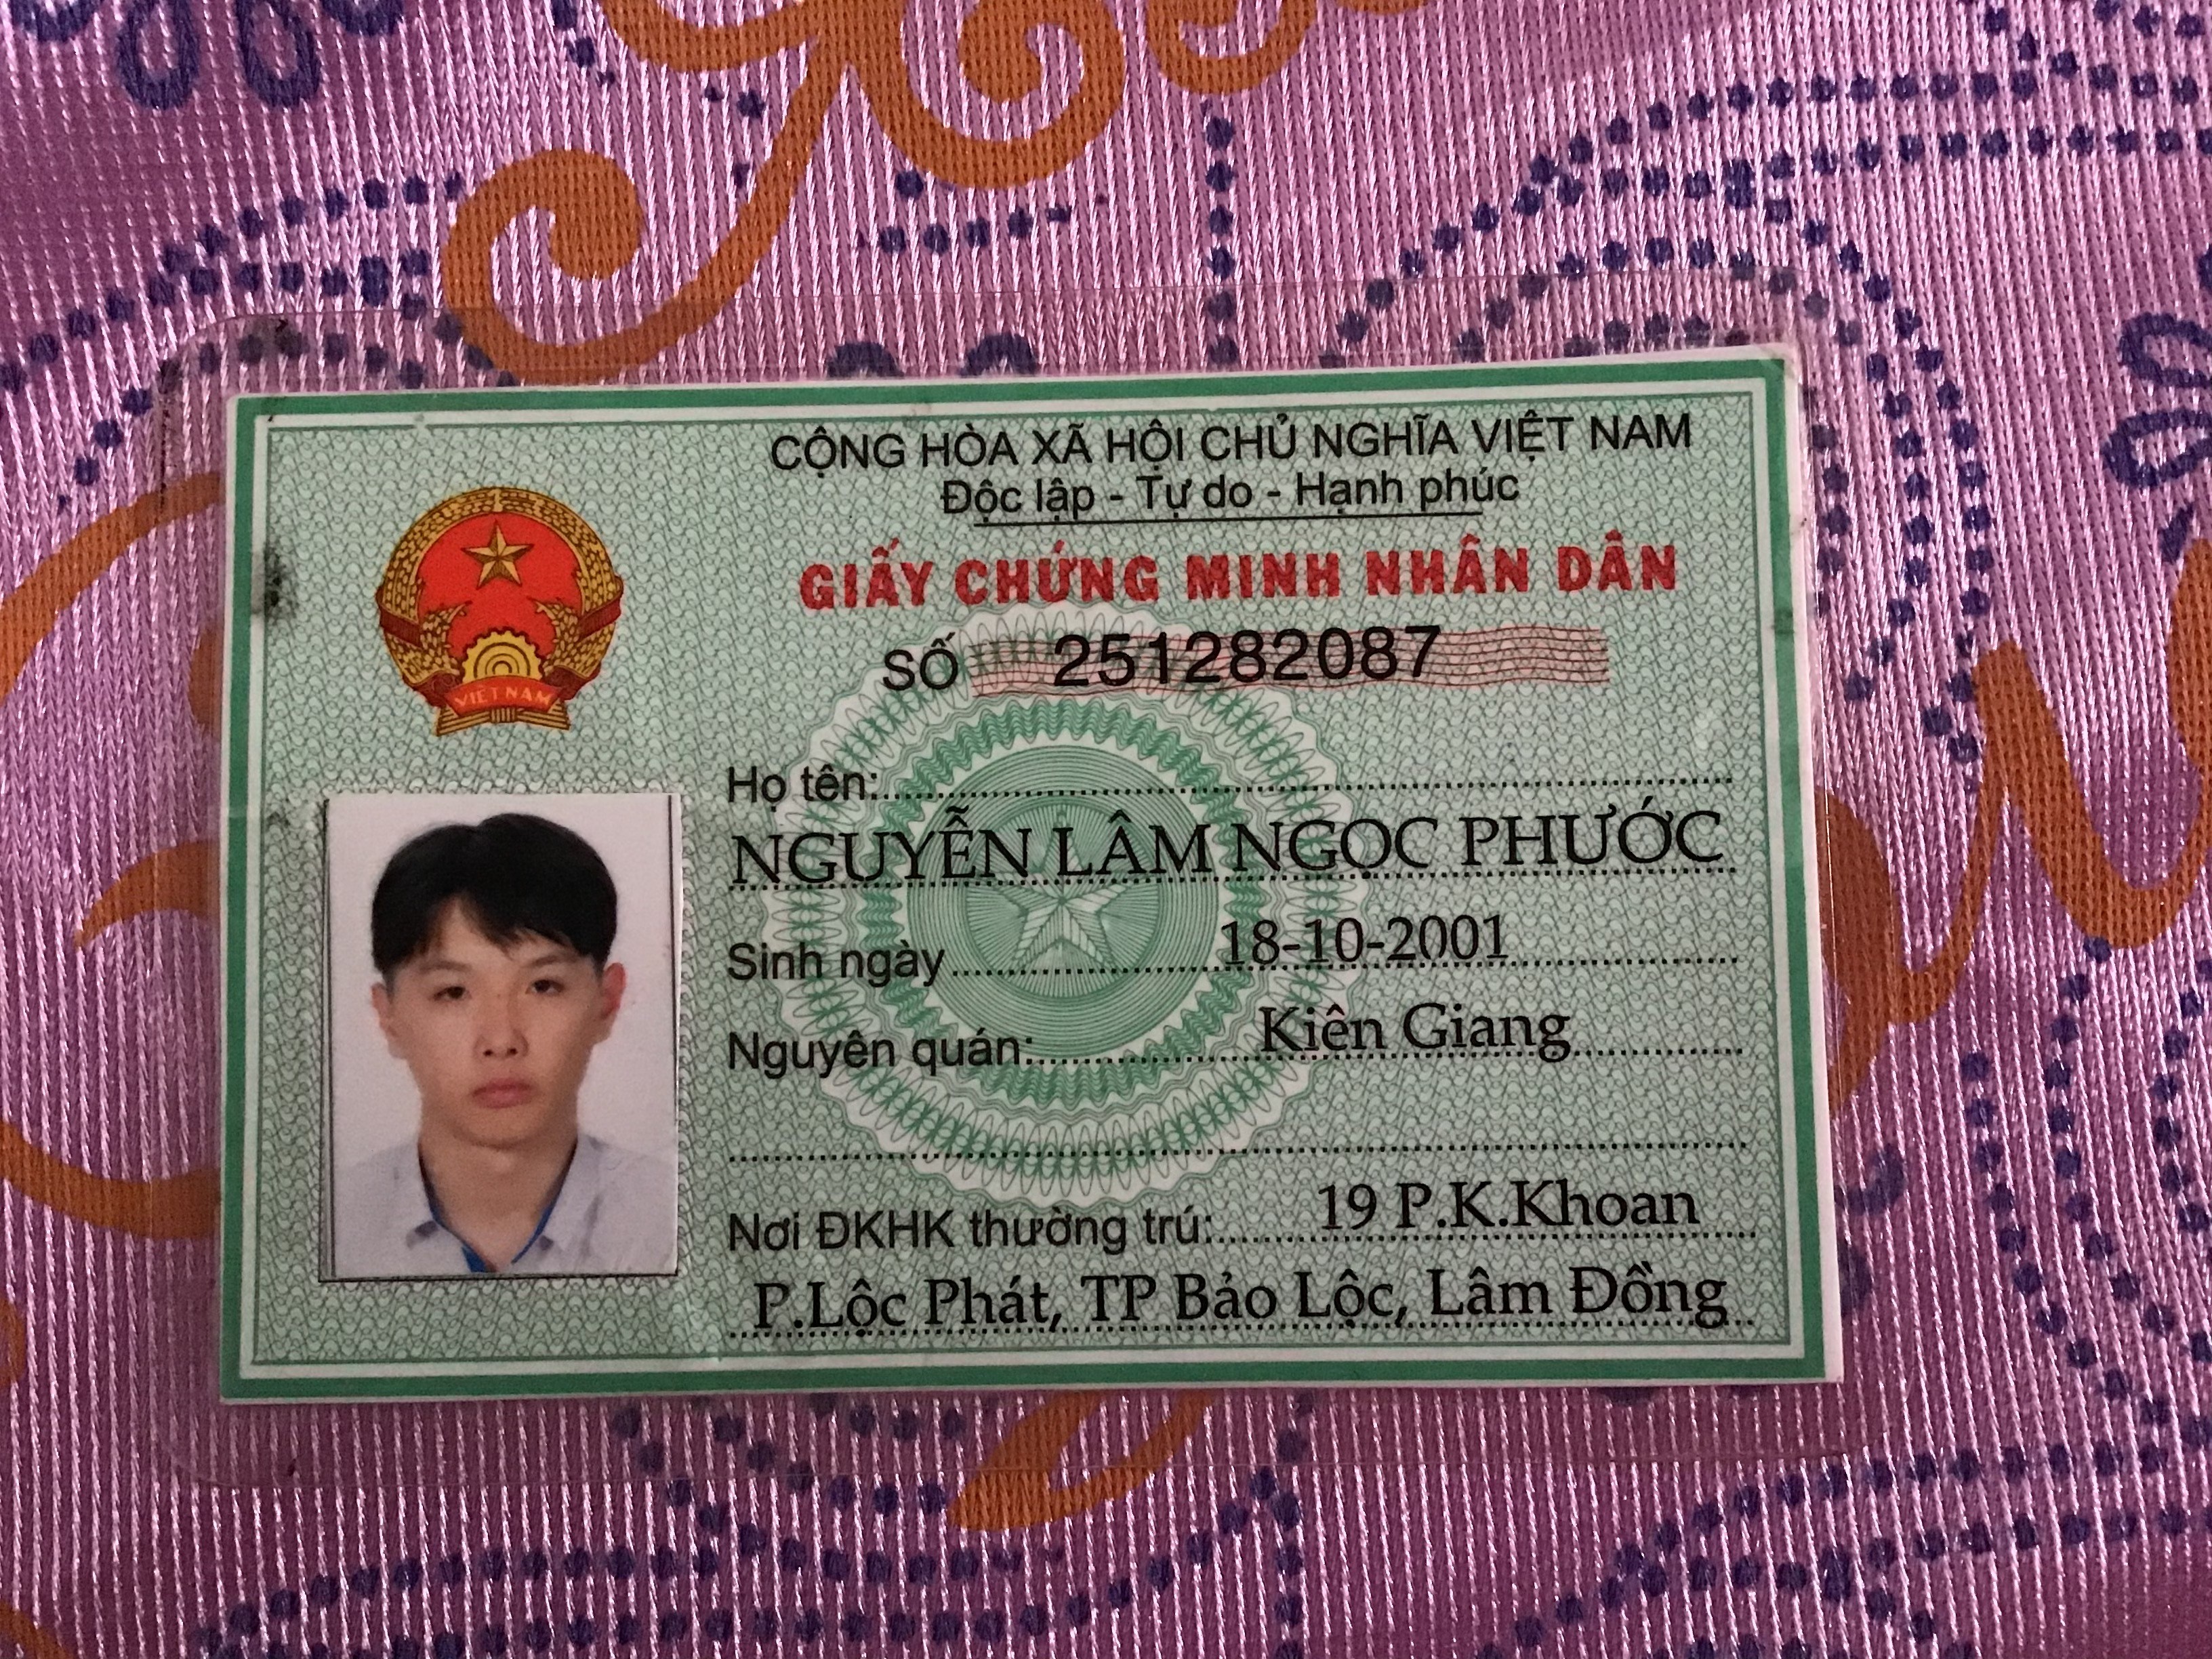 CỘNG HÒA XÃ HỘI CHỦ NGHĨA VIỆT NAM
Độc lập - Tự do - Hạnh phúc
GIẤY CHỨNG MINH NHÂN DÂN
SỐ 251282087
VIET NAM
Họ tên:
NGUYỄN LÂM NGỌC PHƯỚC
Sinh ngày 18-10-2001
Nguyên quán: Kiên Giang
Nơi ĐKHK thường trú: 19 P.K.Khoan
P.Lộc Phát, TP Bảo Lộc, Lâm Đồng